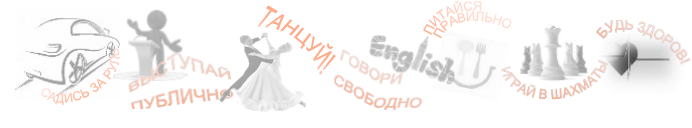 САДИСЬ ЗА РУЛЬ
ВЫСТУПАЙ
ПУБЛИЧНО
ТАНЦУЙ!
ГОВОРИ
СВОБОДНО
English
ПИТАЙСЯ
ПРАВИЛЬНО
ИГРАЙ В ШАХМАТЫ
БУДЬ ЗДОРОВ!